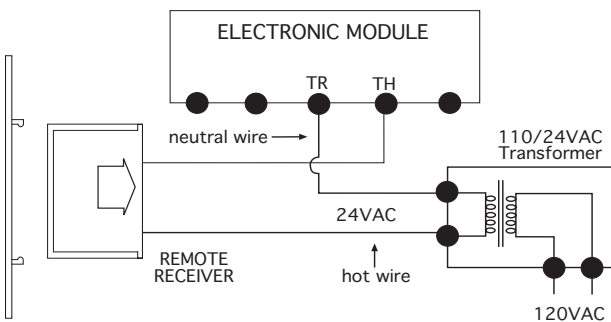 ELECTRONIC MODULE
TR
TH
neutral wire
110/24VAC
Transformer
24VAC
REMOTE
RECEIVER
hot wire
120VAC